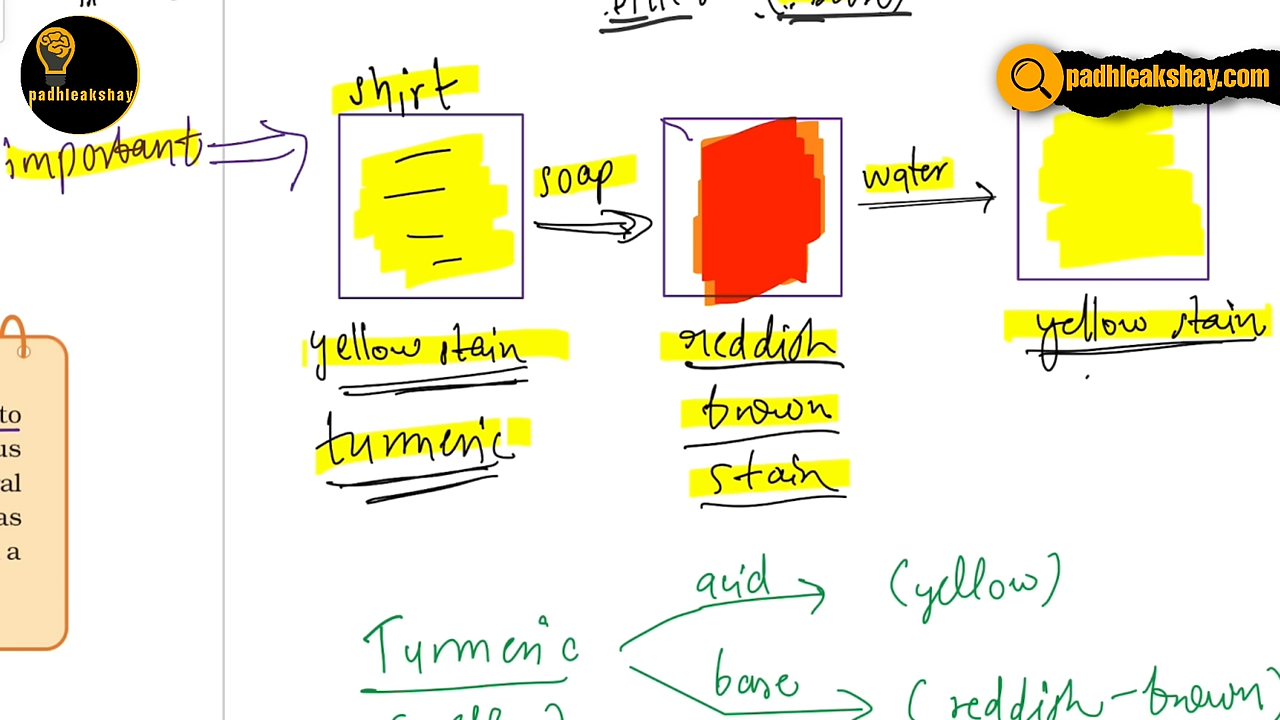 padhleakshay
padhleakshay.com
important
shirt
soap
water
yellow stain
turmeric
reddish
brown
stain
yellow stain
to
us
al
as
a
acid
(yellow)
Turmeric
base
(reddish-brown)